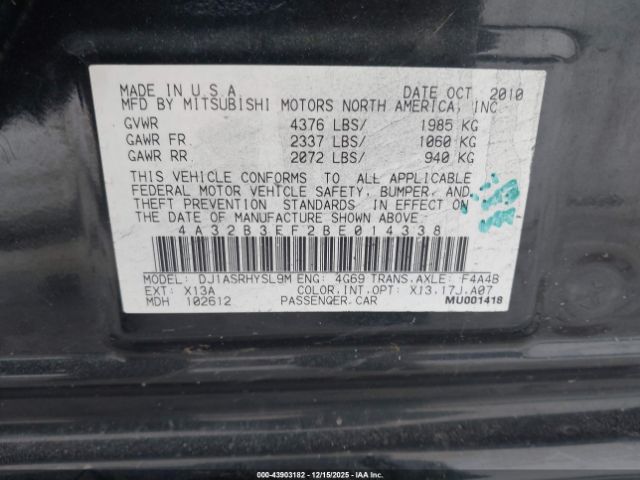 MADE IN U S A DATE OCT 2010
MFD BY MITSUBISHI MOTORS NORTH AMERICA, INC
GVWR 4376 LBS/ 1985 KG
GAWR FR 2337 LBS/ 1060 KG
GAWR RR 2072 LBS/ 940 KG
THIS VEHICLE CONFORMS TO ALL APPLICABLE
FEDERAL MOTOR VEHICLE SAFETY, BUMPER, AND
THEFT PREVENTION STANDARDS IN EFFECT ON
THE DATE OF MANUFACTURE SHOWN ABOVE.
4A32B3EF2BE014338
MODEL: DJ1ASRHYSL9M ENG: 4G69 TRANS.AXLE: F4A4B
EXT: X13A COLOR.INT.OPT: X13.17J.A07
MDH 102612 PASSENGER CAR MU001418
000-43903182 - 12/15/2025 - IAA Inc.